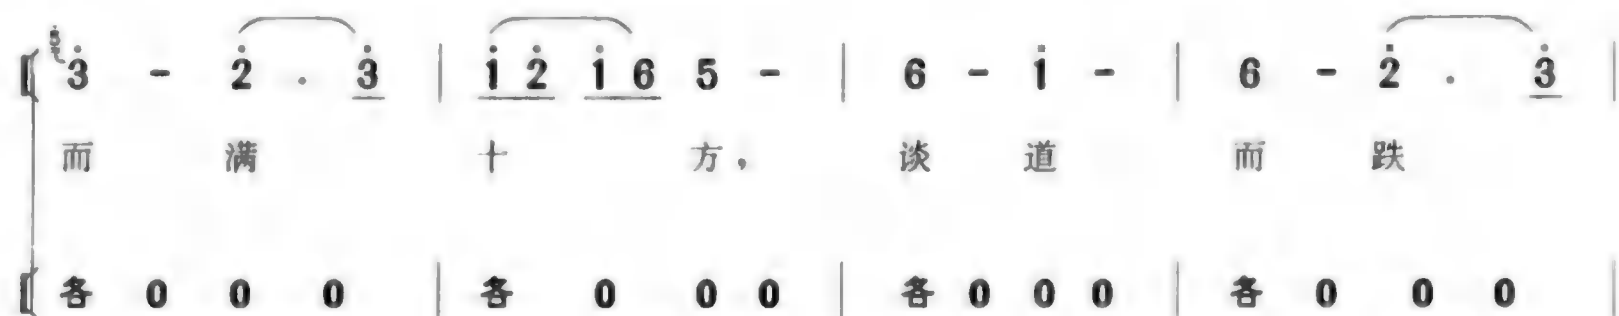 3̇ - 2̇ . 3̇ | 1̇ 2̇ 1̇ 6 5 - | 6 - 1̇ - | 6 - 2̇ . 3̇ |
而 满 十 方， 谈 道 而 跌
各 0 0 0 | 各 0 0 0 | 各 0 0 0 | 各 0 0 0 |